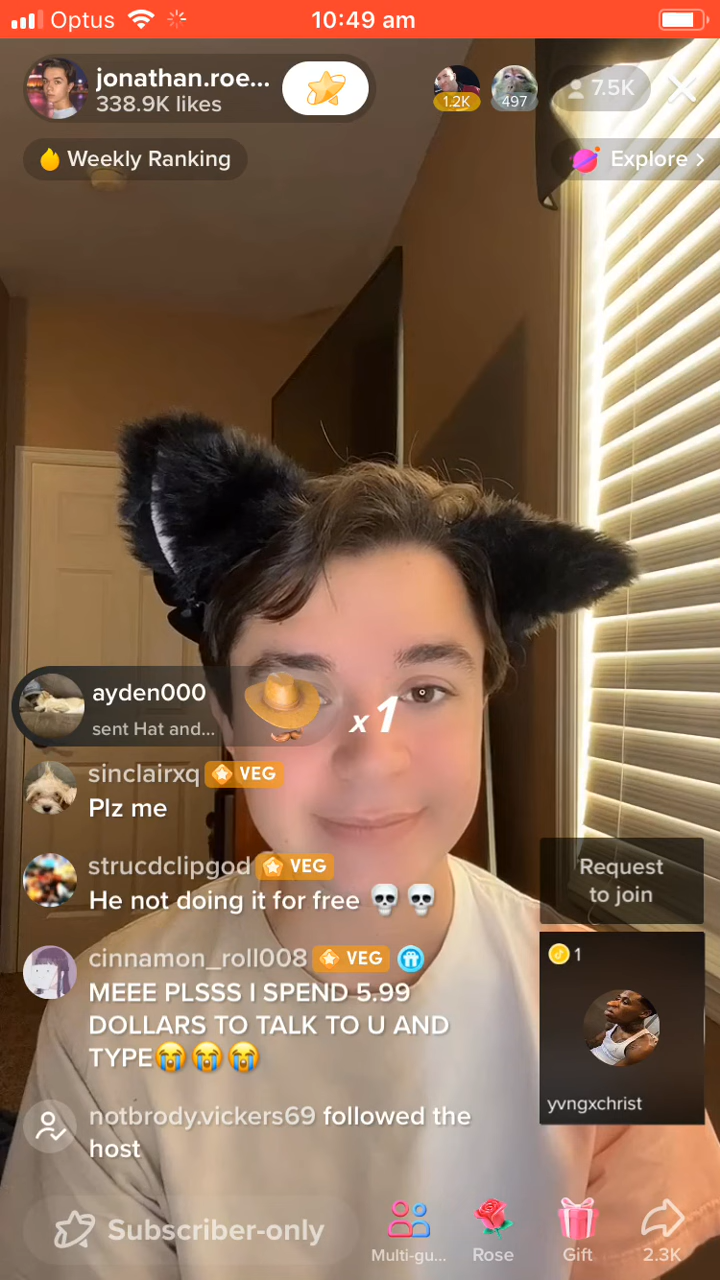 Optus
10:49 am
jonathan.roe...
338.9K likes
1.2K
497
7.5K
Weekly Ranking
Explore >
ayden000
sent Hat and...
x1
sinclairxq VEG
Plz me
strucdclipgod VEG
He not doing it for free 💀💀
cinnamon_roll008 VEG
MEEE PLSSS I SPEND 5.99
DOLLARS TO TALK TO U AND
TYPE😭😭😭
notbrody.vickers69 followed the
host
Request
to join
1
yvngxchrist
Subscriber-only
Multi-gu...
Rose
Gift
2.3K